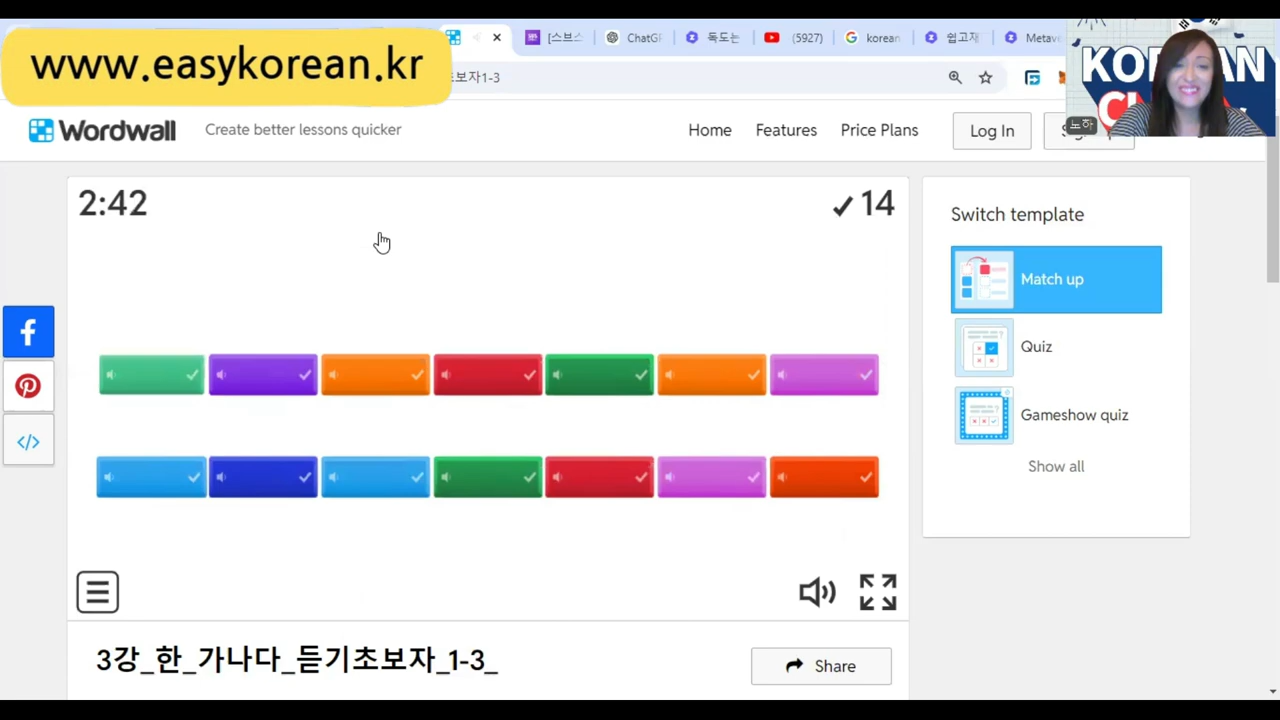 www.easykorean.kr
[스브스
ChatGP
독도는
(5927)
korean
쉽고재
Metave
보자1-3
KOREAN
노하
Wordwall
Create better lessons quicker
Home
Features
Price Plans
Log In
2:42
14
Switch template
Match up
Quiz
Gameshow quiz
Show all
3강_한_가나다_듣기초보자_1-3_
Share